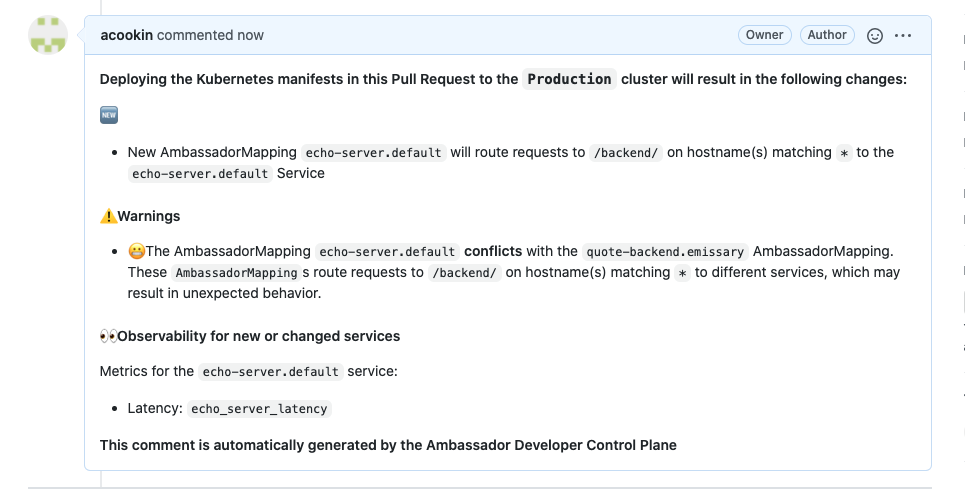 acookin commented now Owner Author
Deploying the Kubernetes manifests in this Pull Request to the Production cluster will result in the following changes:
NEW
• New AmbassadorMapping echo-server.default will route requests to /backend/ on hostname(s) matching * to the
echo-server.default Service
⚠️Warnings
• 😬The AmbassadorMapping echo-server.default conflicts with the quote-backend.emissary AmbassadorMapping.
These AmbassadorMapping s route requests to /backend/ on hostname(s) matching * to different services, which may
result in unexpected behavior.
👀Observability for new or changed services
Metrics for the echo-server.default service:
• Latency: echo_server_latency
This comment is automatically generated by the Ambassador Developer Control Plane